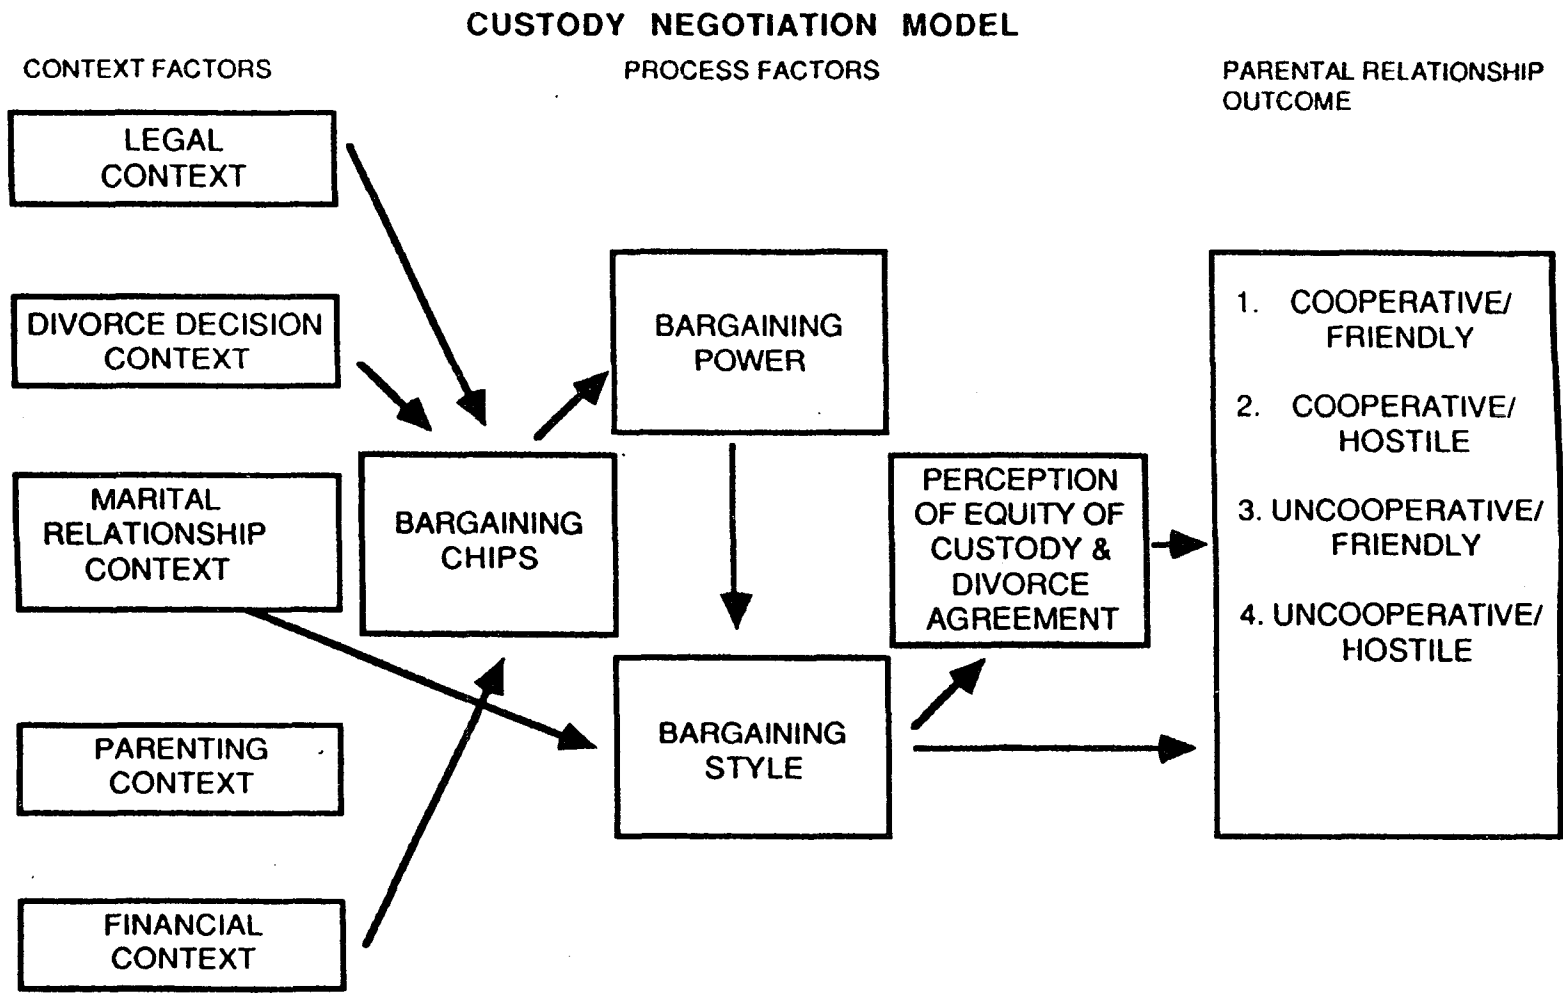 CUSTODY NEGOTIATION MODEL
CONTEXT FACTORS
PROCESS FACTORS
PARENTAL RELATIONSHIP
OUTCOME
LEGAL
CONTEXT
DIVORCE DECISION
CONTEXT
MARITAL
RELATIONSHIP
CONTEXT
PARENTING
CONTEXT
FINANCIAL
CONTEXT
BARGAINING
CHIPS
BARGAINING
POWER
BARGAINING
STYLE
PERCEPTION
OF EQUITY OF
CUSTODY &
DIVORCE
AGREEMENT
1. COOPERATIVE/
FRIENDLY
2. COOPERATIVE/
HOSTILE
3. UNCOOPERATIVE/
FRIENDLY
4. UNCOOPERATIVE/
HOSTILE